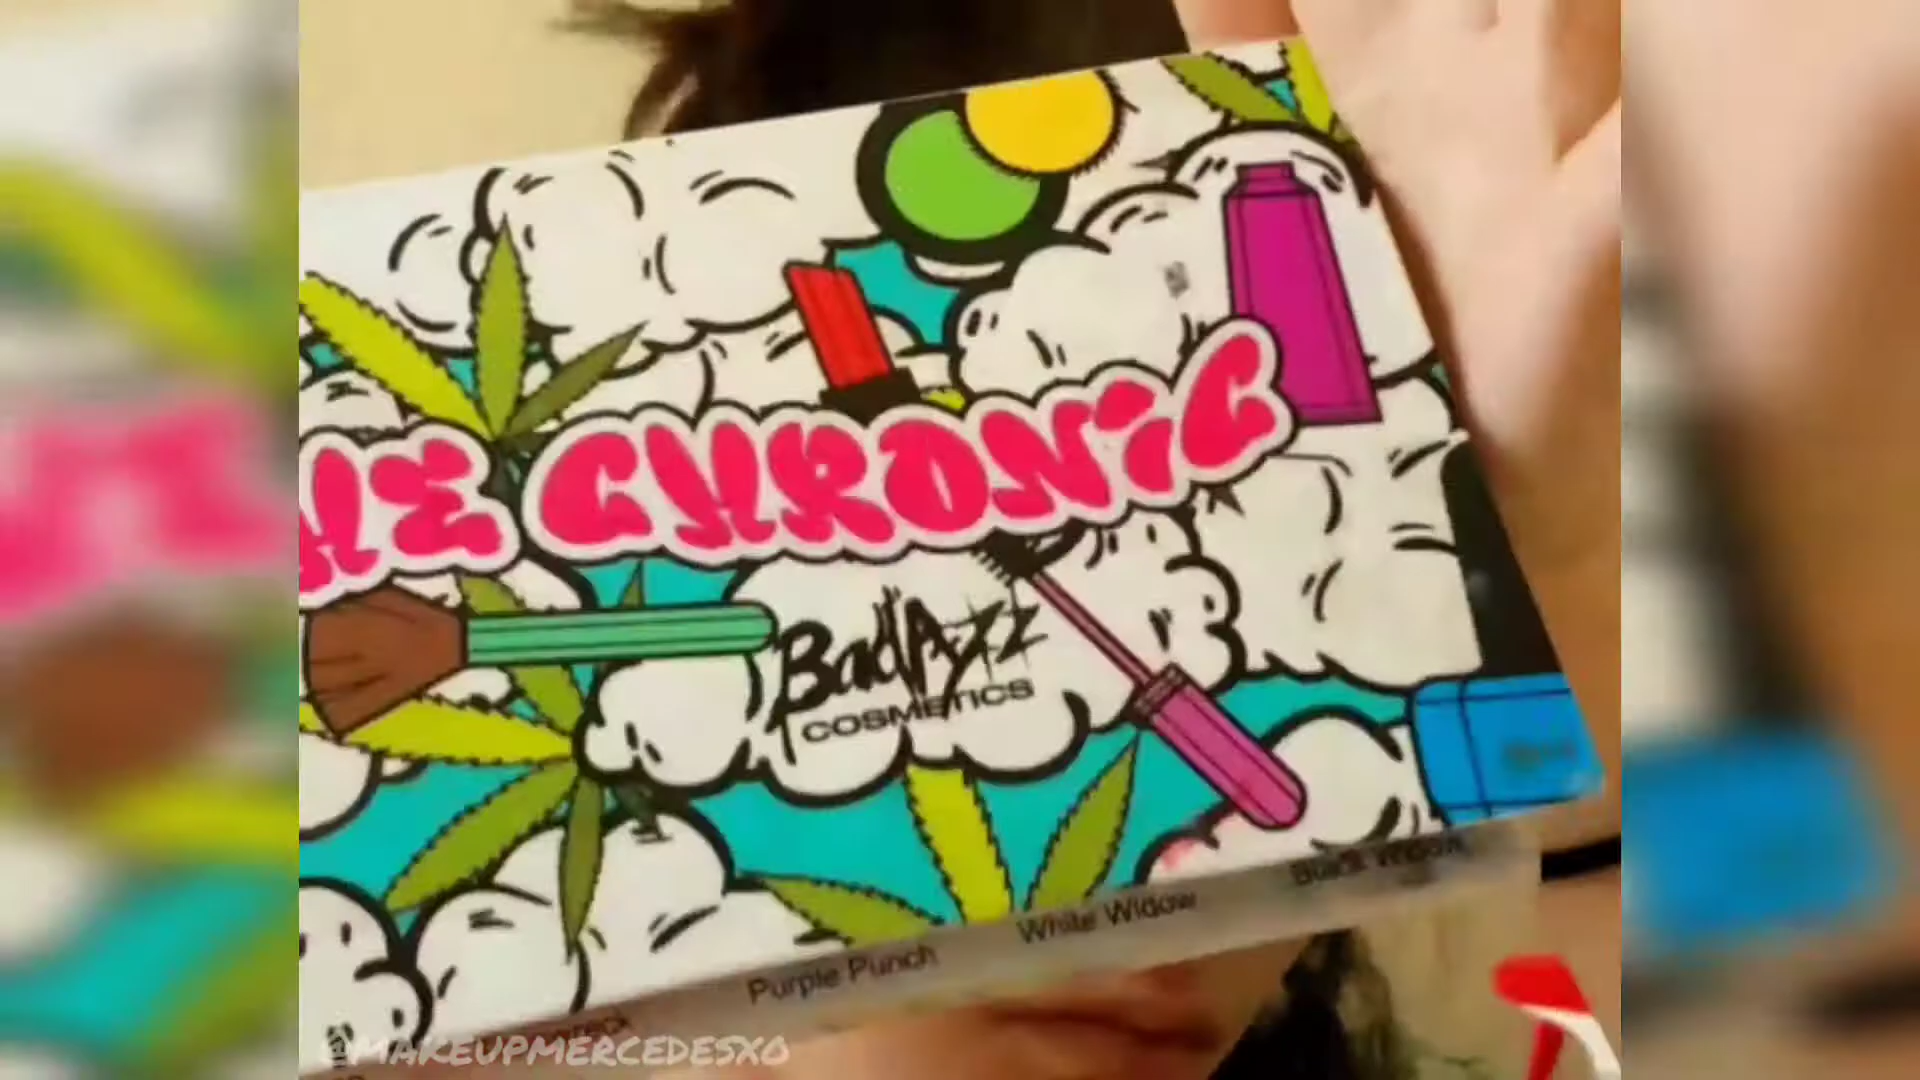 HE CHRONiC
BadAzz
COSMETICS
Black Widow
White Widow
Purple Punch
@MAKEUPMERCEDESXO